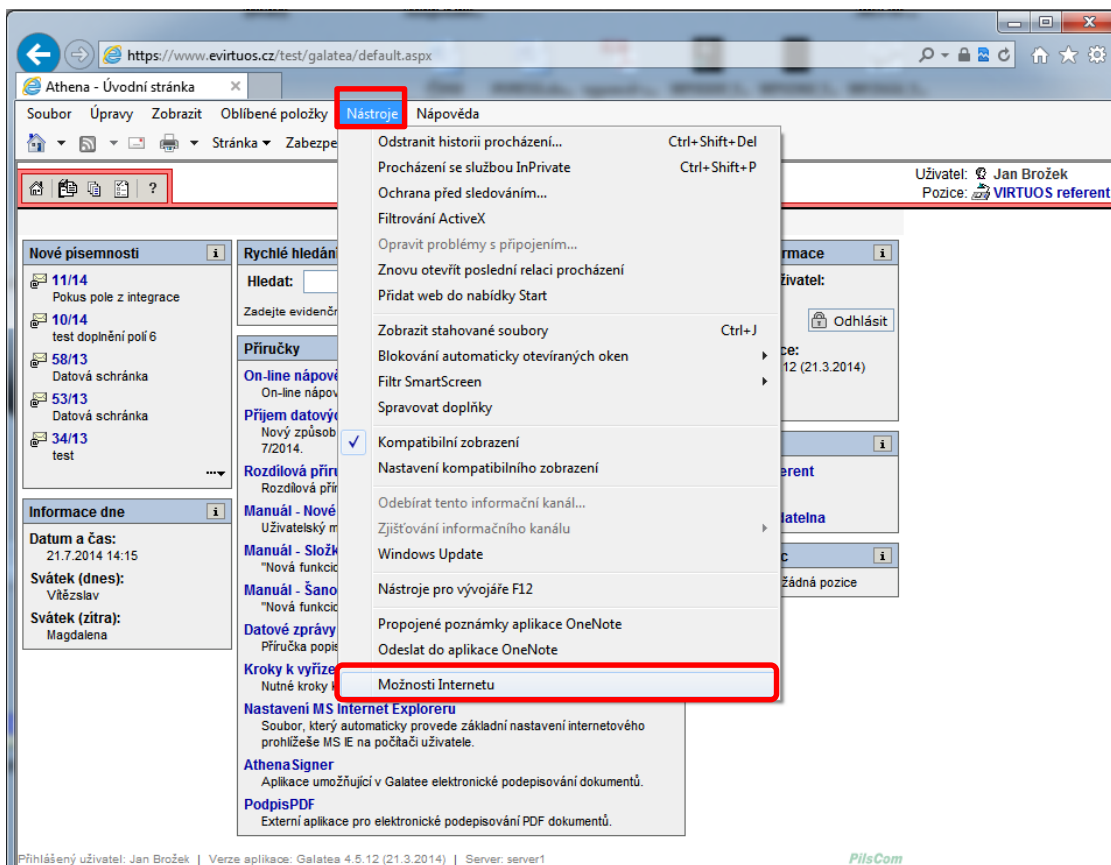 https://www.evirtuos.cz/test/galatea/default.aspx
Athena - Úvodní stránka
Soubor Úpravy Zobrazit Oblíbené položky Nástroje Nápověda
Stránka Zabezpe
Uživatel: Jan Brožek
Pozice: VIRTUOS referent
Odstranit historii procházení... Ctrl+Shift+Del
Procházení se službou InPrivate Ctrl+Shift+P
Ochrana před sledováním...
Filtrování ActiveX
Opravit problémy s připojením...
Znovu otevřít poslední relaci procházení
Přidat web do nabídky Start
Zobrazit stahované soubory Ctrl+J
Blokování automaticky otevíraných oken
Filtr SmartScreen
Spravovat doplňky
Kompatibilní zobrazení
Nastavení kompatibilního zobrazení
Odebírat tento informační kanál...
Zjišťování informačního kanálu
Windows Update
Nástroje pro vývojáře F12
Propojené poznámky aplikace OneNote
Odeslat do aplikace OneNote
Možnosti Internetu
Nové písemnosti
11/14
Pokus pole z integrace
10/14
test doplnění polí 6
58/13
Datová schránka
53/13
Datová schránka
34/13
test
Informace dne
Datum a čas:
21.7.2014 14:15
Svátek (dnes):
Vítězslav
Svátek (zítra):
Magdalena
Rychlé hledán
Hledat:
Zadejte evidenčn
Příručky
On-line nápově
On-line nápov
Příjem datovýc
Nový způsob
7/2014.
Rozdílová příru
Rozdílová přír
Manuál - Nové
Uživatelský m
Manuál - Složk
"Nová funkcio
Manuál - Šano
"Nová funkcio
Datové zprávy
Příručka popis
Kroky k vyříze
Nutné kroky k
Nastavení MS Internet Exploreru
Soubor, který automaticky provede základní nastavení internetového
prohlížeše MS IE na počítači uživatele.
AthenaSigner
Aplikace umožňující v Galatee elektronické podepisování dokumentů.
PodpisPDF
Externí aplikace pro elektronické podepisování PDF dokumentů.
rmace
živatel:
Odhlásit
ce:
12 (21.3.2014)
erent
datelna
c
žádná pozice
Přihlášený uživatel: Jan Brožek | Verze aplikace: Galatea 4.5.12 (21.3.2014) | Server: server1
PilsCom